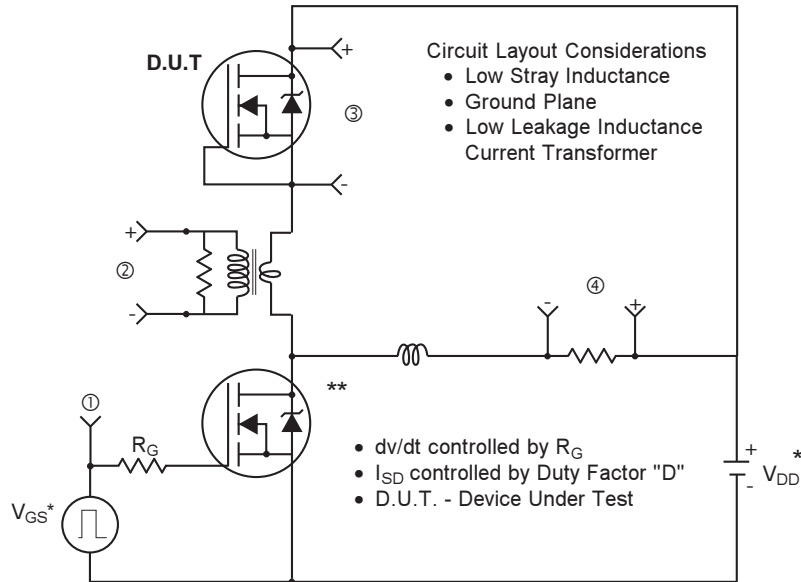 D.U.T
+
③
-
Circuit Layout Considerations
• Low Stray Inductance
• Ground Plane
• Low Leakage Inductance
Current Transformer
+
②
-
④
- +
**
①
R_G
V_GS*
• dv/dt controlled by R_G
• I_SD controlled by Duty Factor "D"
• D.U.T. - Device Under Test
+
-
V_DD*